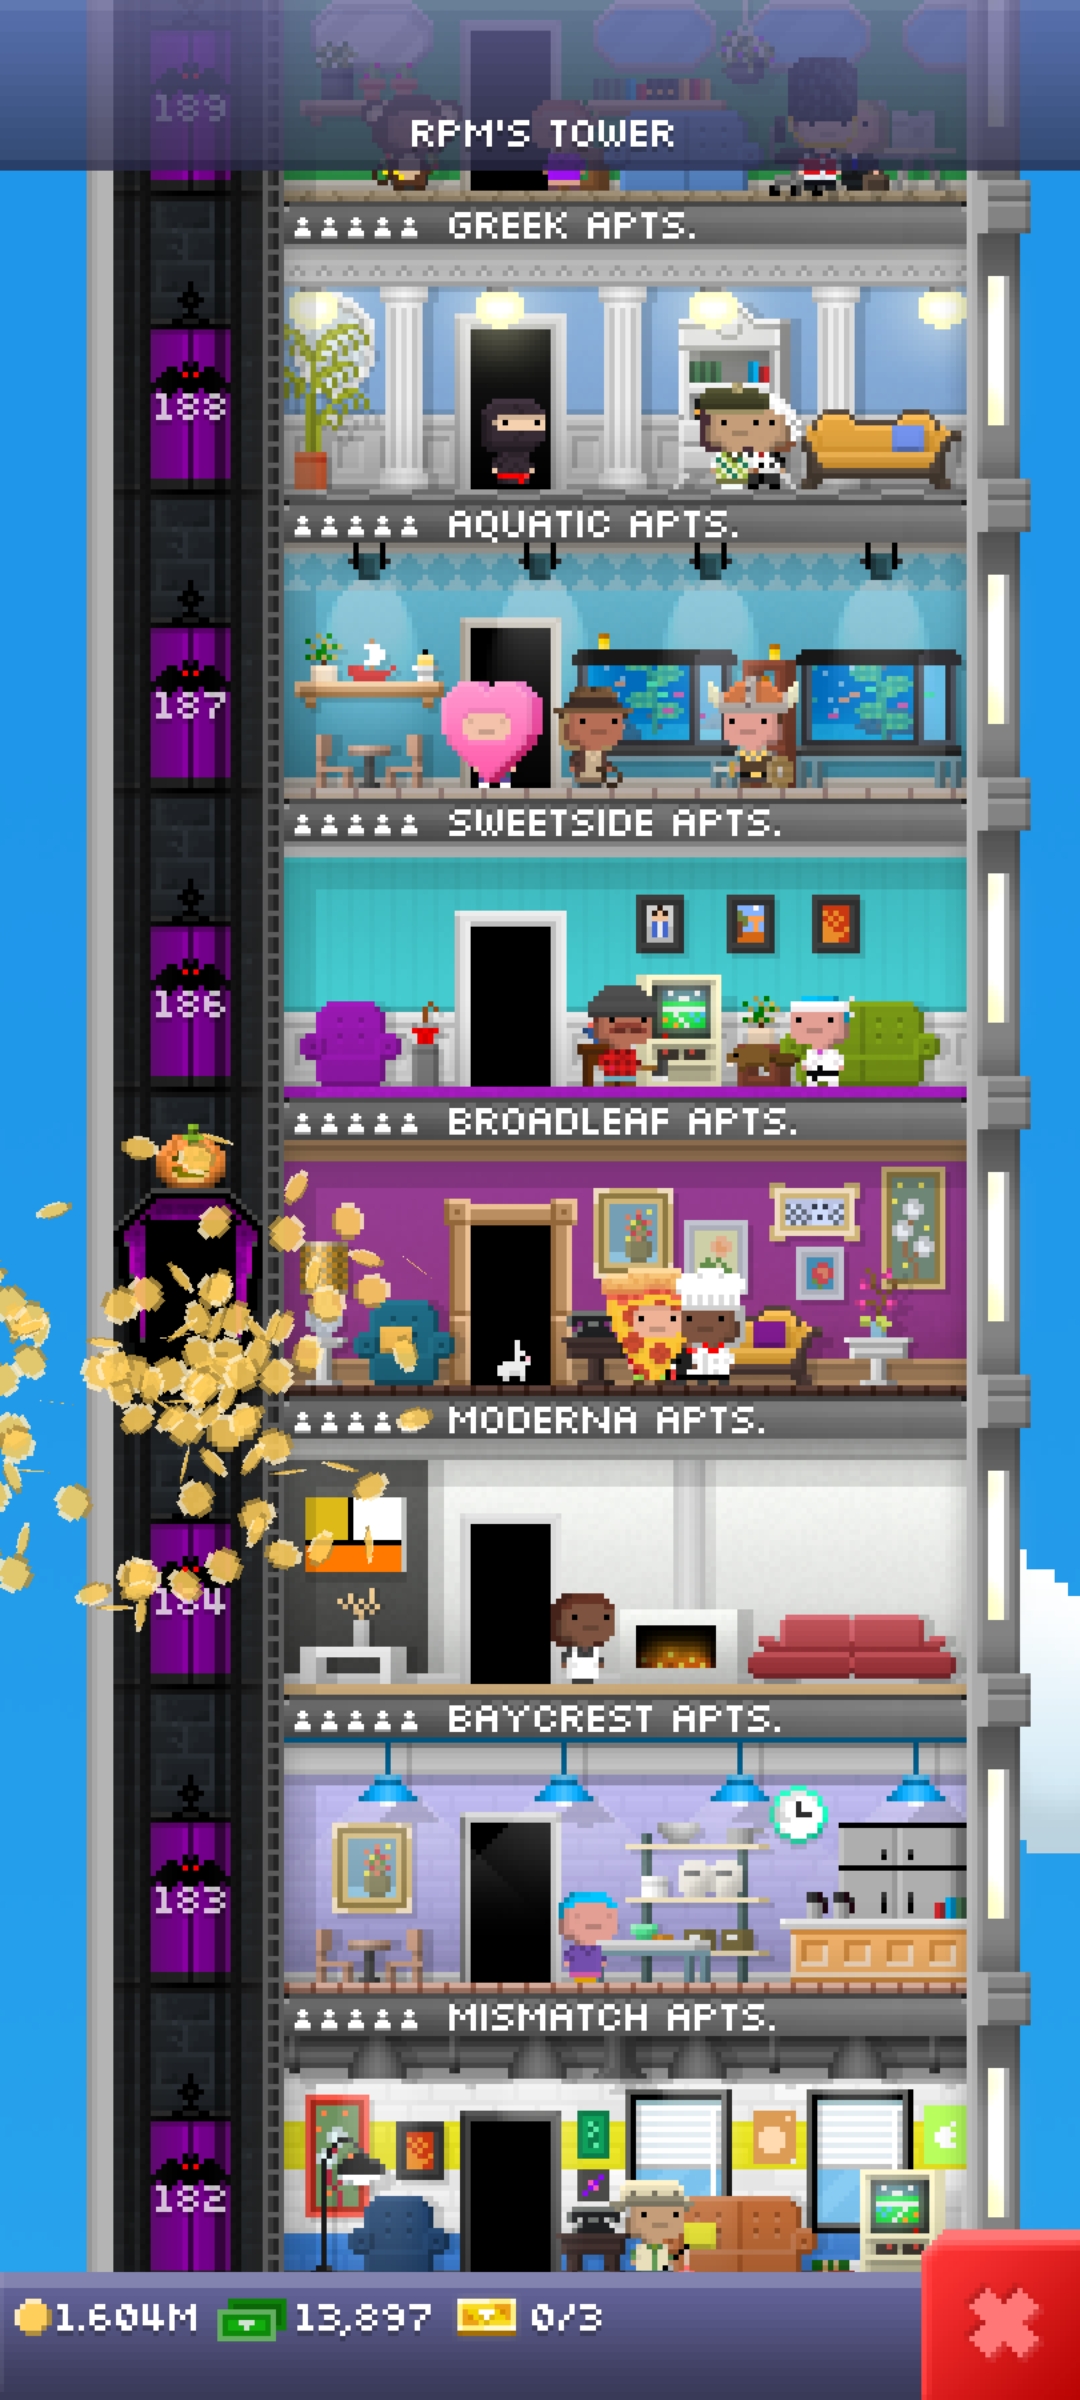 189
RPM'S TOWER
GREEK APTS.
188
AQUATIC APTS.
187
SWEETSIDE APTS.
186
BROADLEAF APTS.
MODERNA APTS.
184
BAYCREST APTS.
183
MISMATCH APTS.
182
1.604M 13,897 0/3